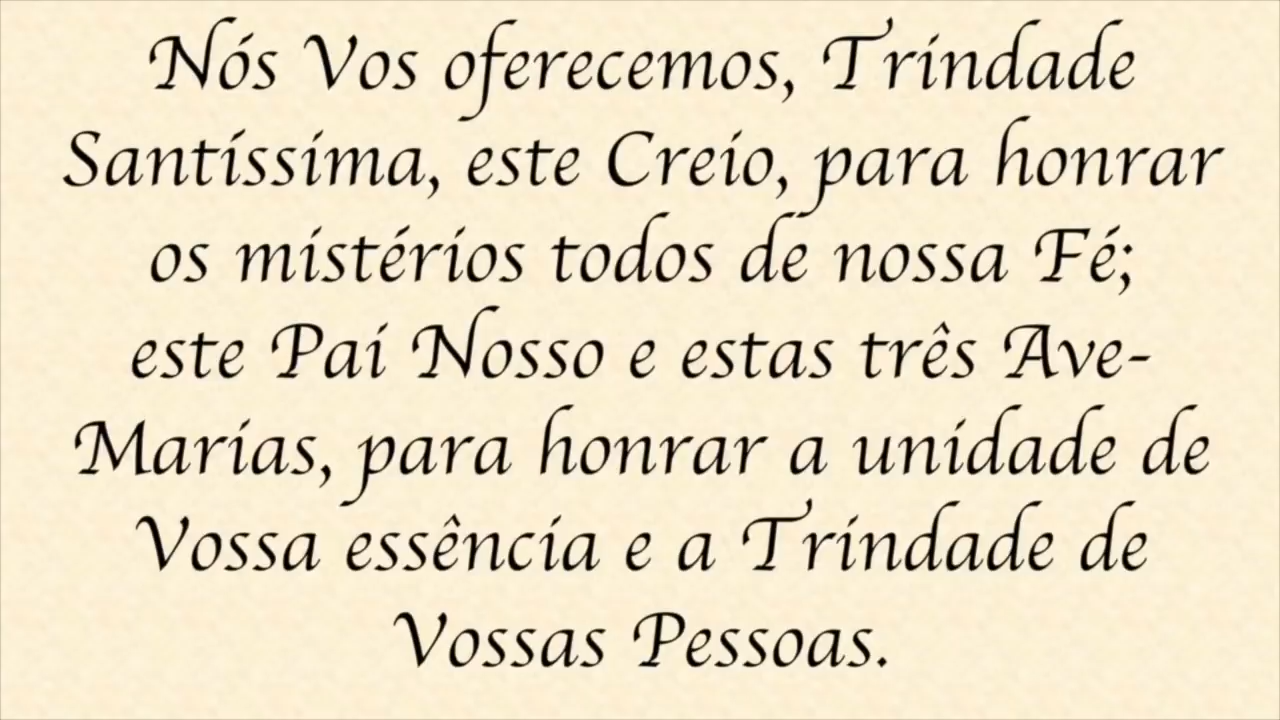 Nós Vos oferecemos, Trindade
Santíssima, este Creio, para honrar
os mistérios todos de nossa Fé;
este Pai Nosso e estas três Ave-
Marias, para honrar a unidade de
Vossa essência e a Trindade de
Vossas Pessoas.